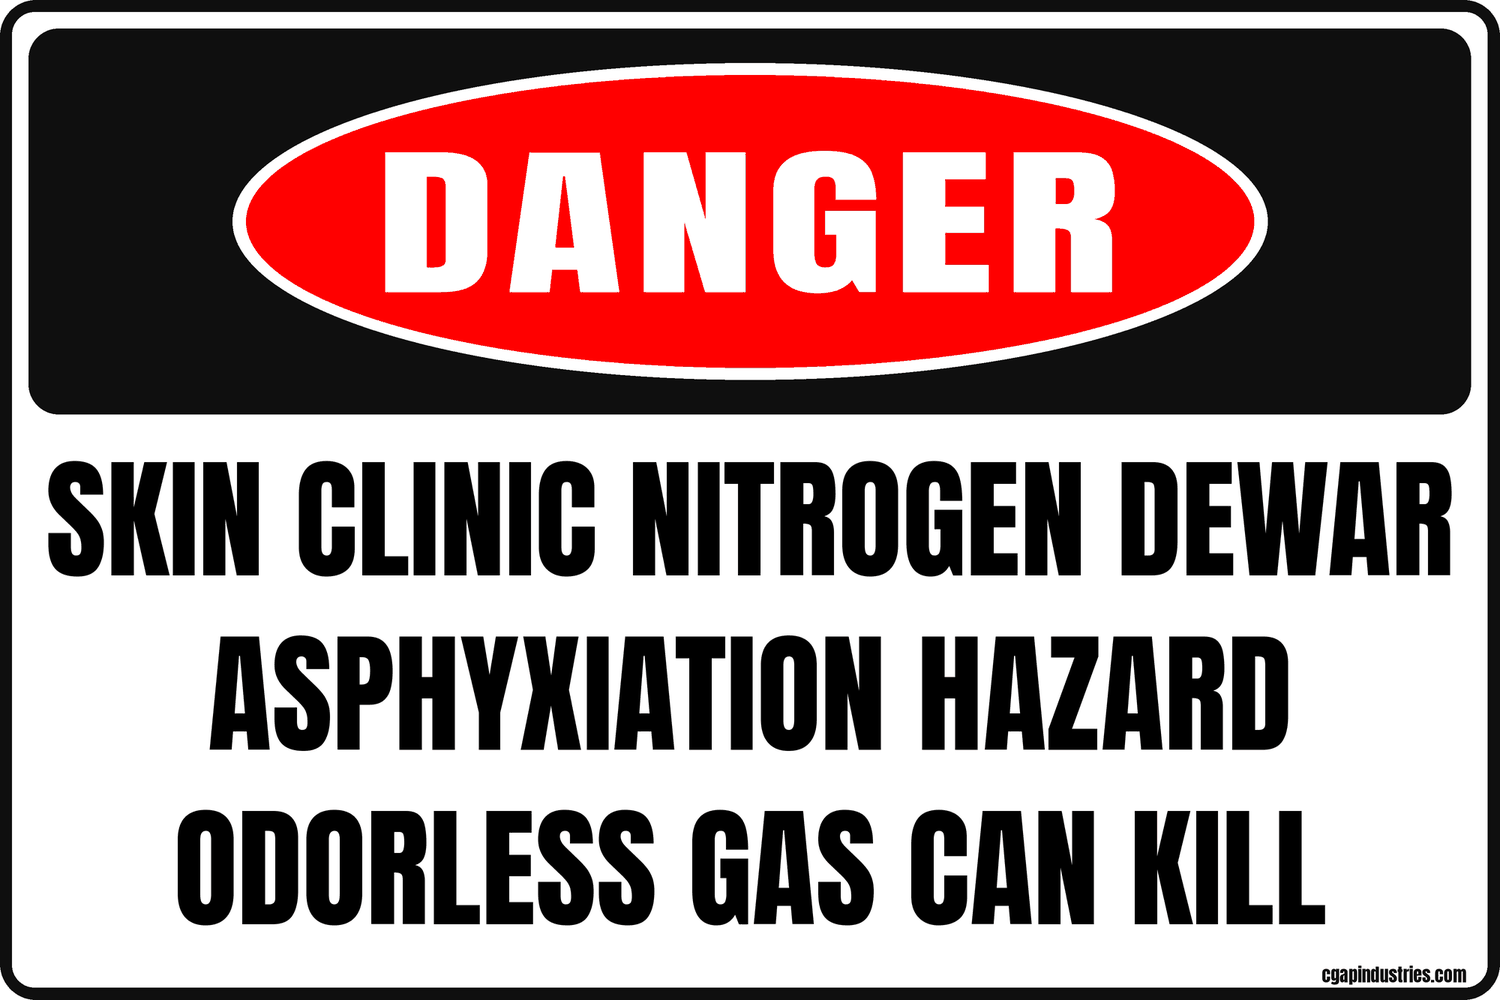 DANGER
SKIN CLINIC NITROGEN DEWAR
ASPHYXIATION HAZARD
ODORLESS GAS CAN KILL
cgapindustries.com